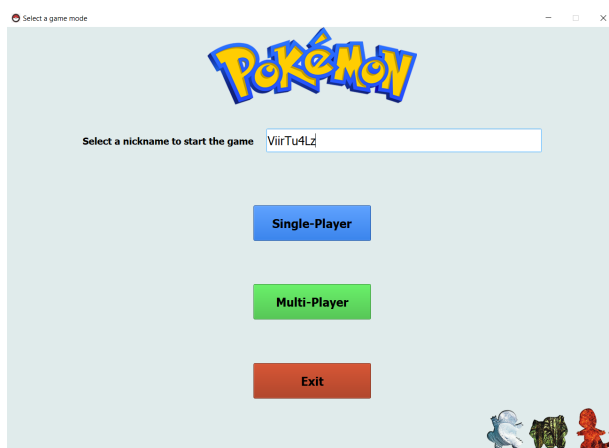 Select a game mode
POKéMON
Select a nickname to start the game ViirTu4Lz
Single-Player
Multi-Player
Exit